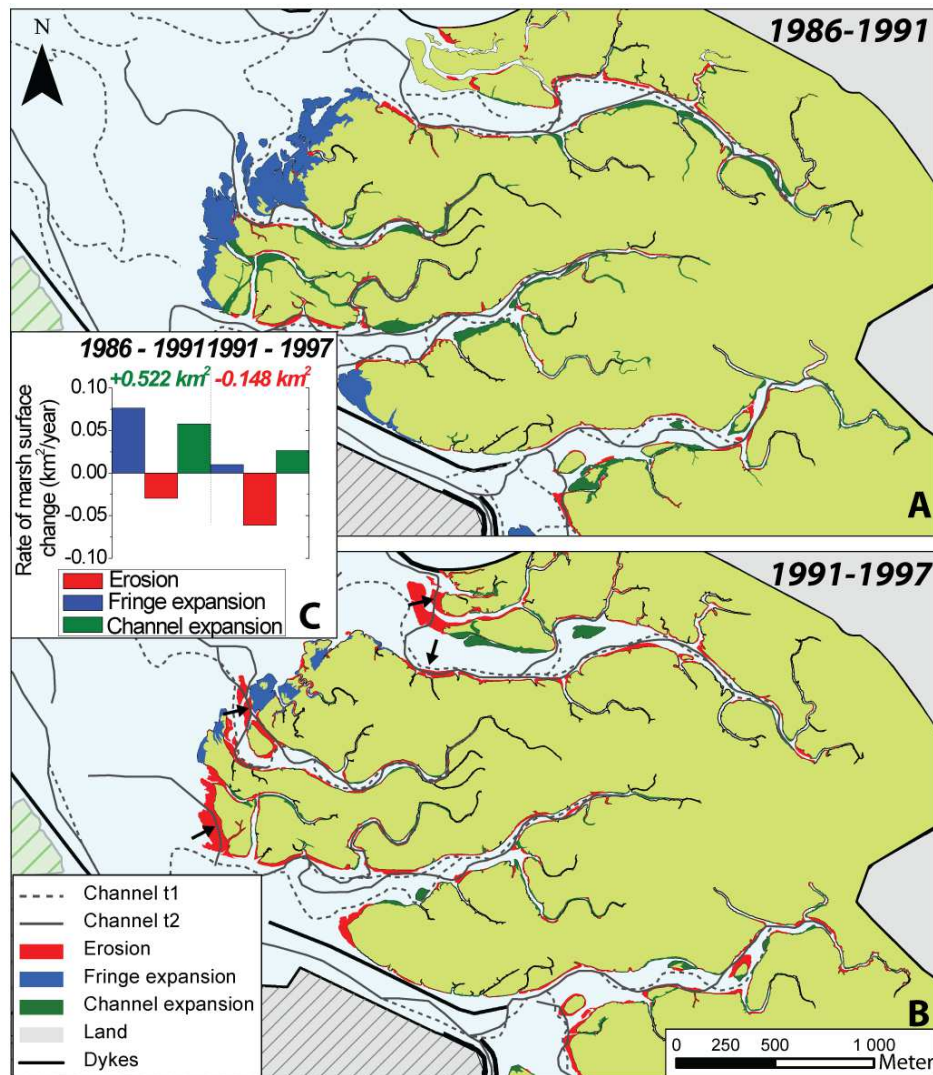 N
1986-1991
A
1986 - 1991 1991 - 1997
+0.522 km² -0.148 km²
Rate of marsh surface
change (km²/year)
0.10
0.05
0.00
-0.05
-0.10
Erosion
Fringe expansion
Channel expansion
C
1991-1997
Channel t1
Channel t2
Erosion
Fringe expansion
Channel expansion
Land
Dykes
B
0 250 500 1 000
Meter